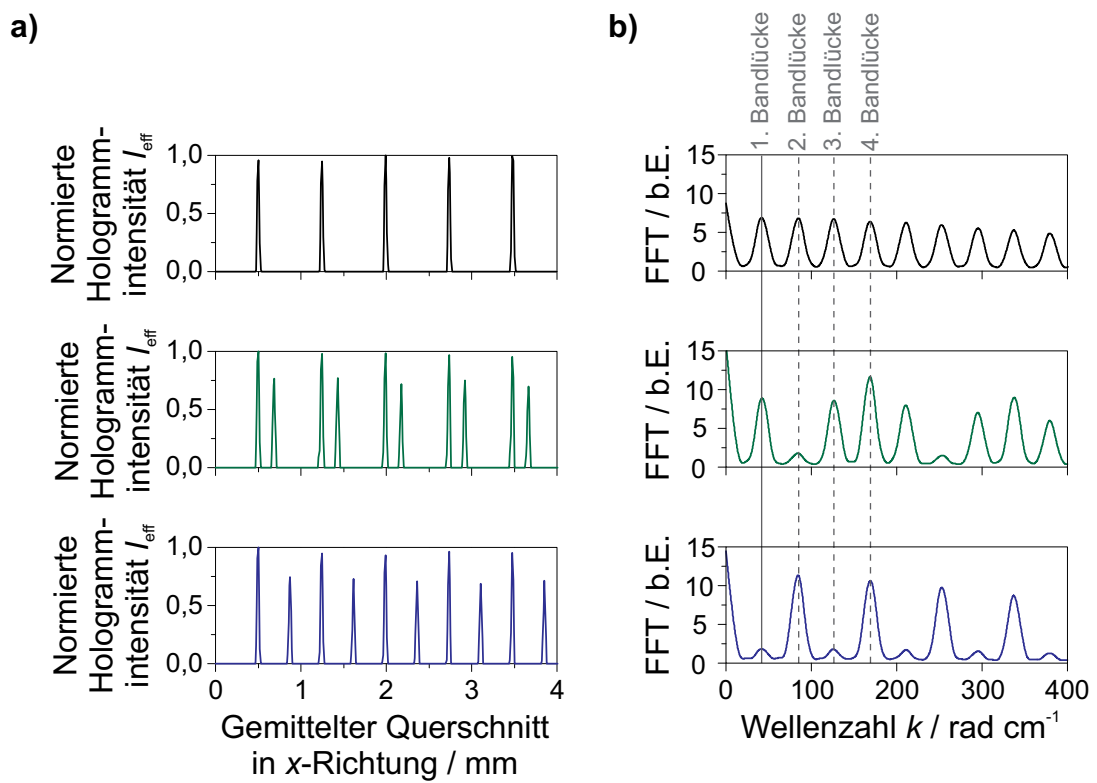 a)
Normierte
Hologramm-
intensität I_eff
1,0
0,5
0,0
Normierte
Hologramm-
intensität I_eff
1,0
0,5
0,0
Normierte
Hologramm-
intensität I_eff
1,0
0,5
0,0
0 1 2 3 4
Gemittelter Querschnitt
in x-Richtung / mm
b)
1. Bandlücke
2. Bandlücke
3. Bandlücke
4. Bandlücke
FFT / b.E.
15
10
5
0
FFT / b.E.
15
10
5
0
FFT / b.E.
15
10
5
0
0 100 200 300 400
Wellenzahl k / rad cm⁻¹